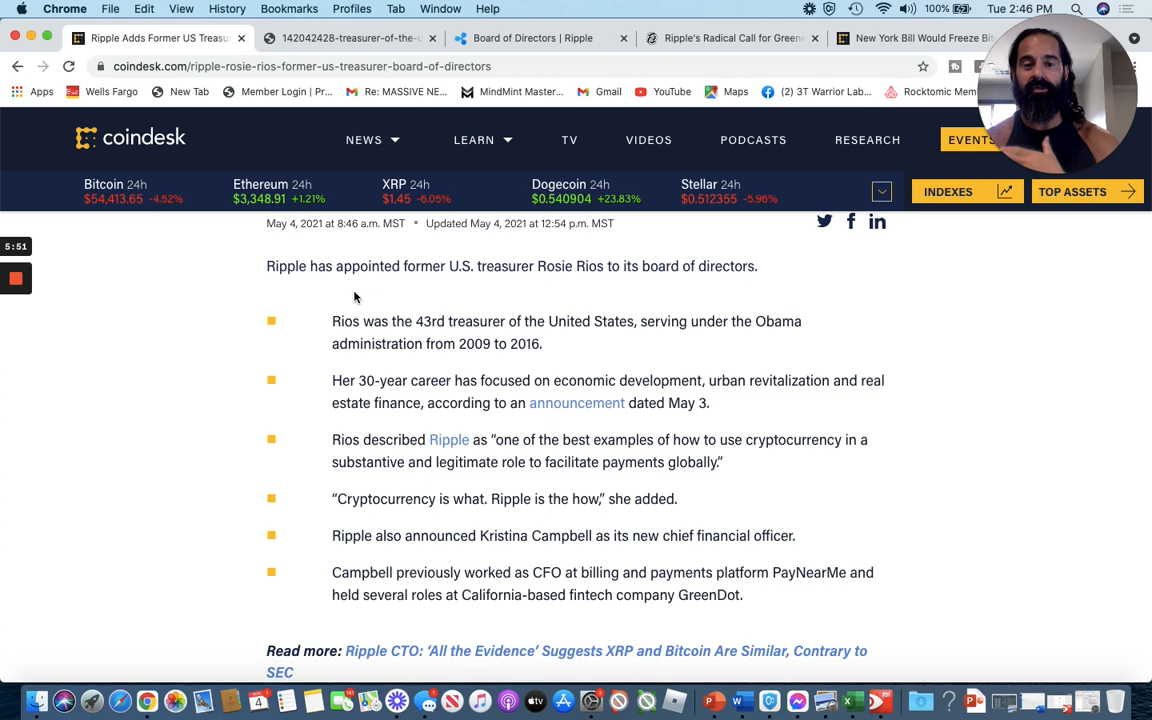 Chrome File Edit View History Bookmarks Profiles Tab Window Help
100% Tue 2:46 PM
Ripple Adds Former US Treasu
142042428-treasurer-of-the-u
Board of Directors | Ripple
Ripple's Radical Call for Greene
New York Bill Would Freeze Bit
coindesk.com/ripple-rosie-rios-former-us-treasurer-board-of-directors
Apps
Wells Fargo
New Tab
Member Login | Pr...
Re: MASSIVE NE...
MindMint Master...
Gmail
YouTube
Maps
(2) 3T Warrior Lab...
Rocktomic Mem
coindesk
NEWS
LEARN
TV
VIDEOS
PODCASTS
RESEARCH
EVENTS
Bitcoin 24h
$54,413.65 -4.52%
Ethereum 24h
$3,348.91 +1.21%
XRP 24h
$1.45 -6.05%
Dogecoin 24h
$0.540904 +23.83%
Stellar 24h
$0.512355 -5.96%
INDEXES
TOP ASSETS
May 4, 2021 at 8:46 a.m. MST • Updated May 4, 2021 at 12:54 p.m. MST
5:51
Ripple has appointed former U.S. treasurer Rosie Rios to its board of directors.
Rios was the 43rd treasurer of the United States, serving under the Obama
administration from 2009 to 2016.
Her 30-year career has focused on economic development, urban revitalization and real
estate finance, according to an announcement dated May 3.
Rios described Ripple as “one of the best examples of how to use cryptocurrency in a
substantive and legitimate role to facilitate payments globally.”
“Cryptocurrency is what. Ripple is the how,” she added.
Ripple also announced Kristina Campbell as its new chief financial officer.
Campbell previously worked as CFO at billing and payments platform PayNearMe and
held several roles at California-based fintech company GreenDot.
Read more: Ripple CTO: ‘All the Evidence’ Suggests XRP and Bitcoin Are Similar, Contrary to
SEC